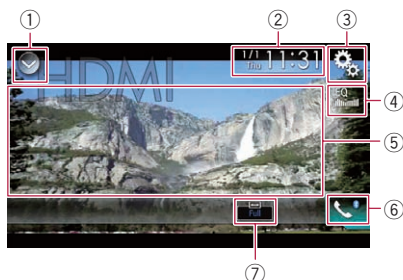 ① ② ③
1/1 11:31
Thu
HDMI
EQ
④
⑤
Full
⑥
⑦